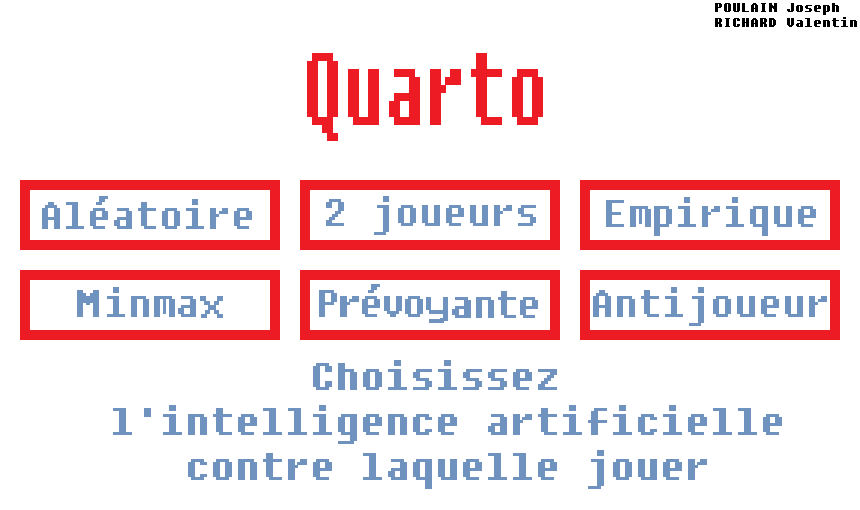 POULAIN Joseph
RICHARD Valentin
Quarto
Aléatoire
2 joueurs
Empirique
Minmax
Prévoyante
Antijoueur
Choisissez
l'intelligence artificielle
contre laquelle jouer